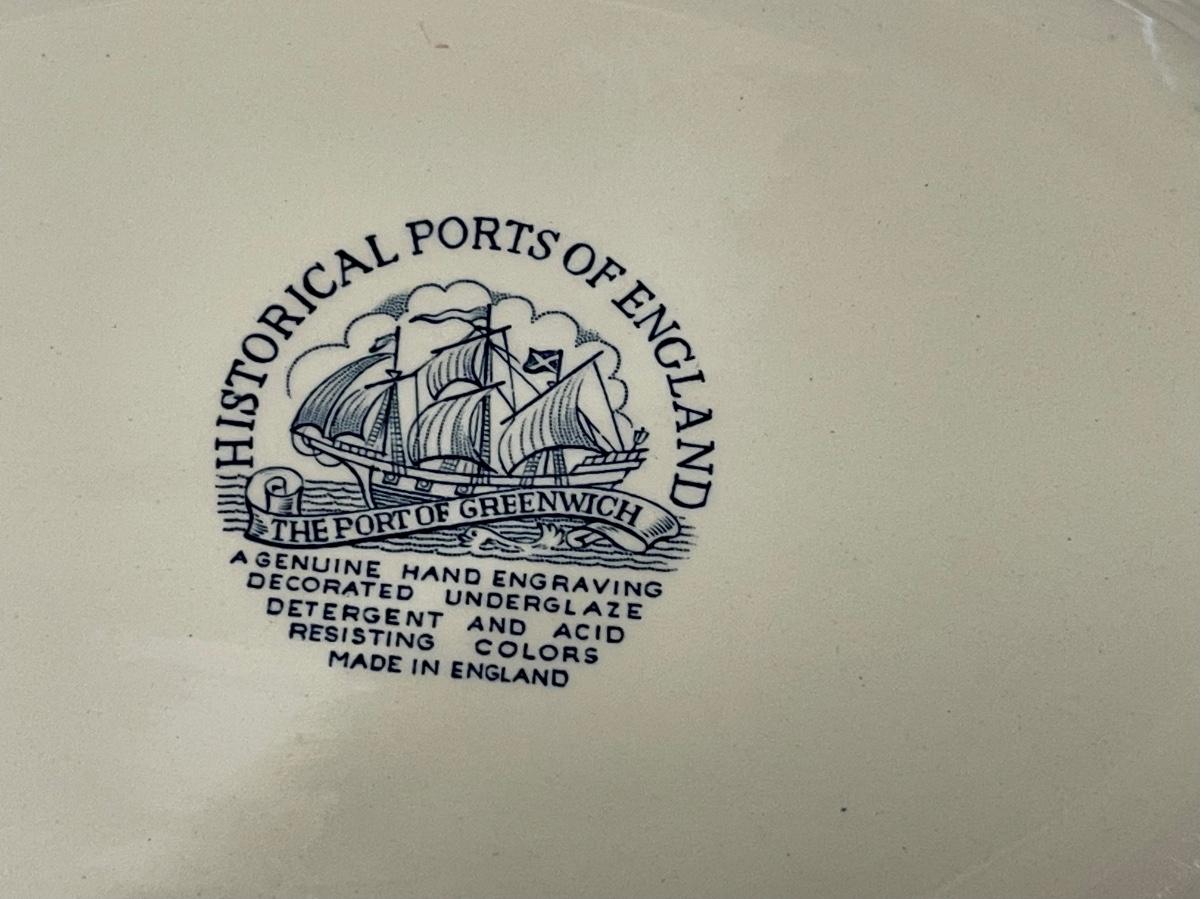 HISTORICAL PORTS OF ENGLAND
THE PORT OF GREENWICH
A GENUINE HAND ENGRAVING
DECORATED UNDERGLAZE
DETERGENT AND ACID
RESISTING COLORS
MADE IN ENGLAND